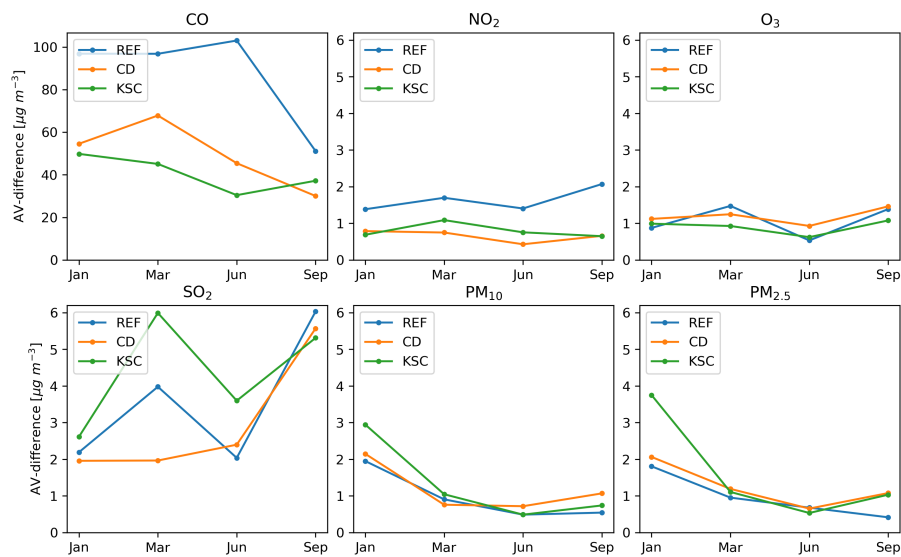 CO
NO₂
O₃
AV-difference [μg m⁻³]
100
80
60
40
20
0
REF
CD
KSC
Jan Mar Jun Sep
6
5
4
3
2
1
0
REF
CD
KSC
Jan Mar Jun Sep
6
5
4
3
2
1
0
REF
CD
KSC
Jan Mar Jun Sep
SO₂
PM₁₀
PM₂.₅
AV-difference [μg m⁻³]
6
5
4
3
2
1
0
REF
CD
KSC
Jan Mar Jun Sep
6
5
4
3
2
1
0
REF
CD
KSC
Jan Mar Jun Sep
6
5
4
3
2
1
0
REF
CD
KSC
Jan Mar Jun Sep